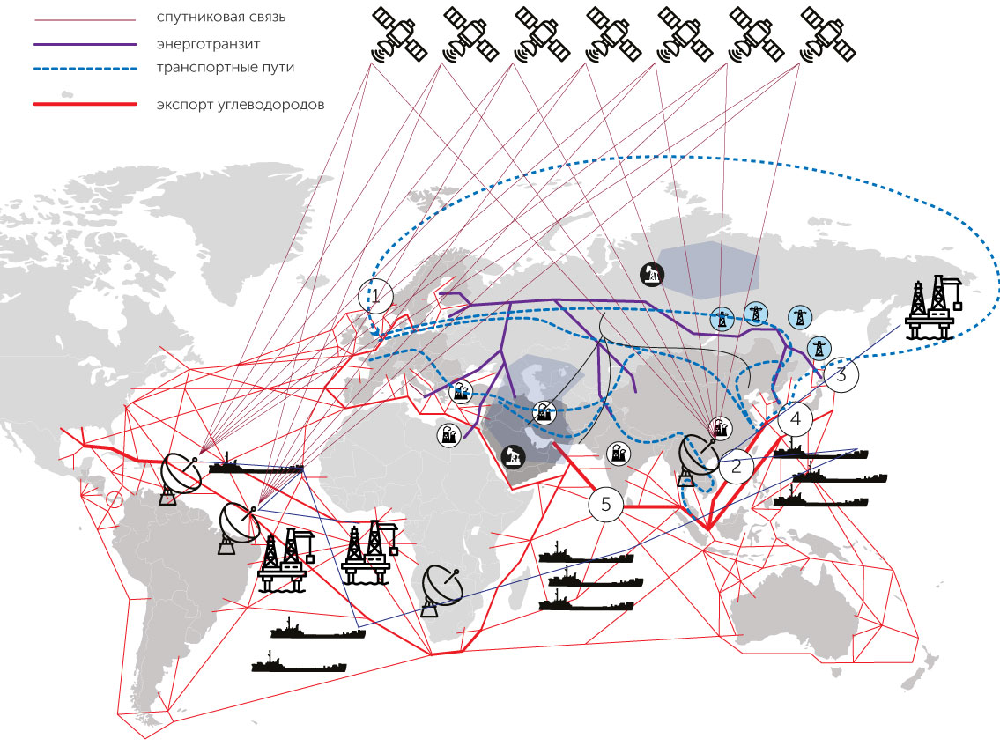 спутниковая связь
энерготранзит
транспортные пути
экспорт углеводородов
1
3
4
2
5